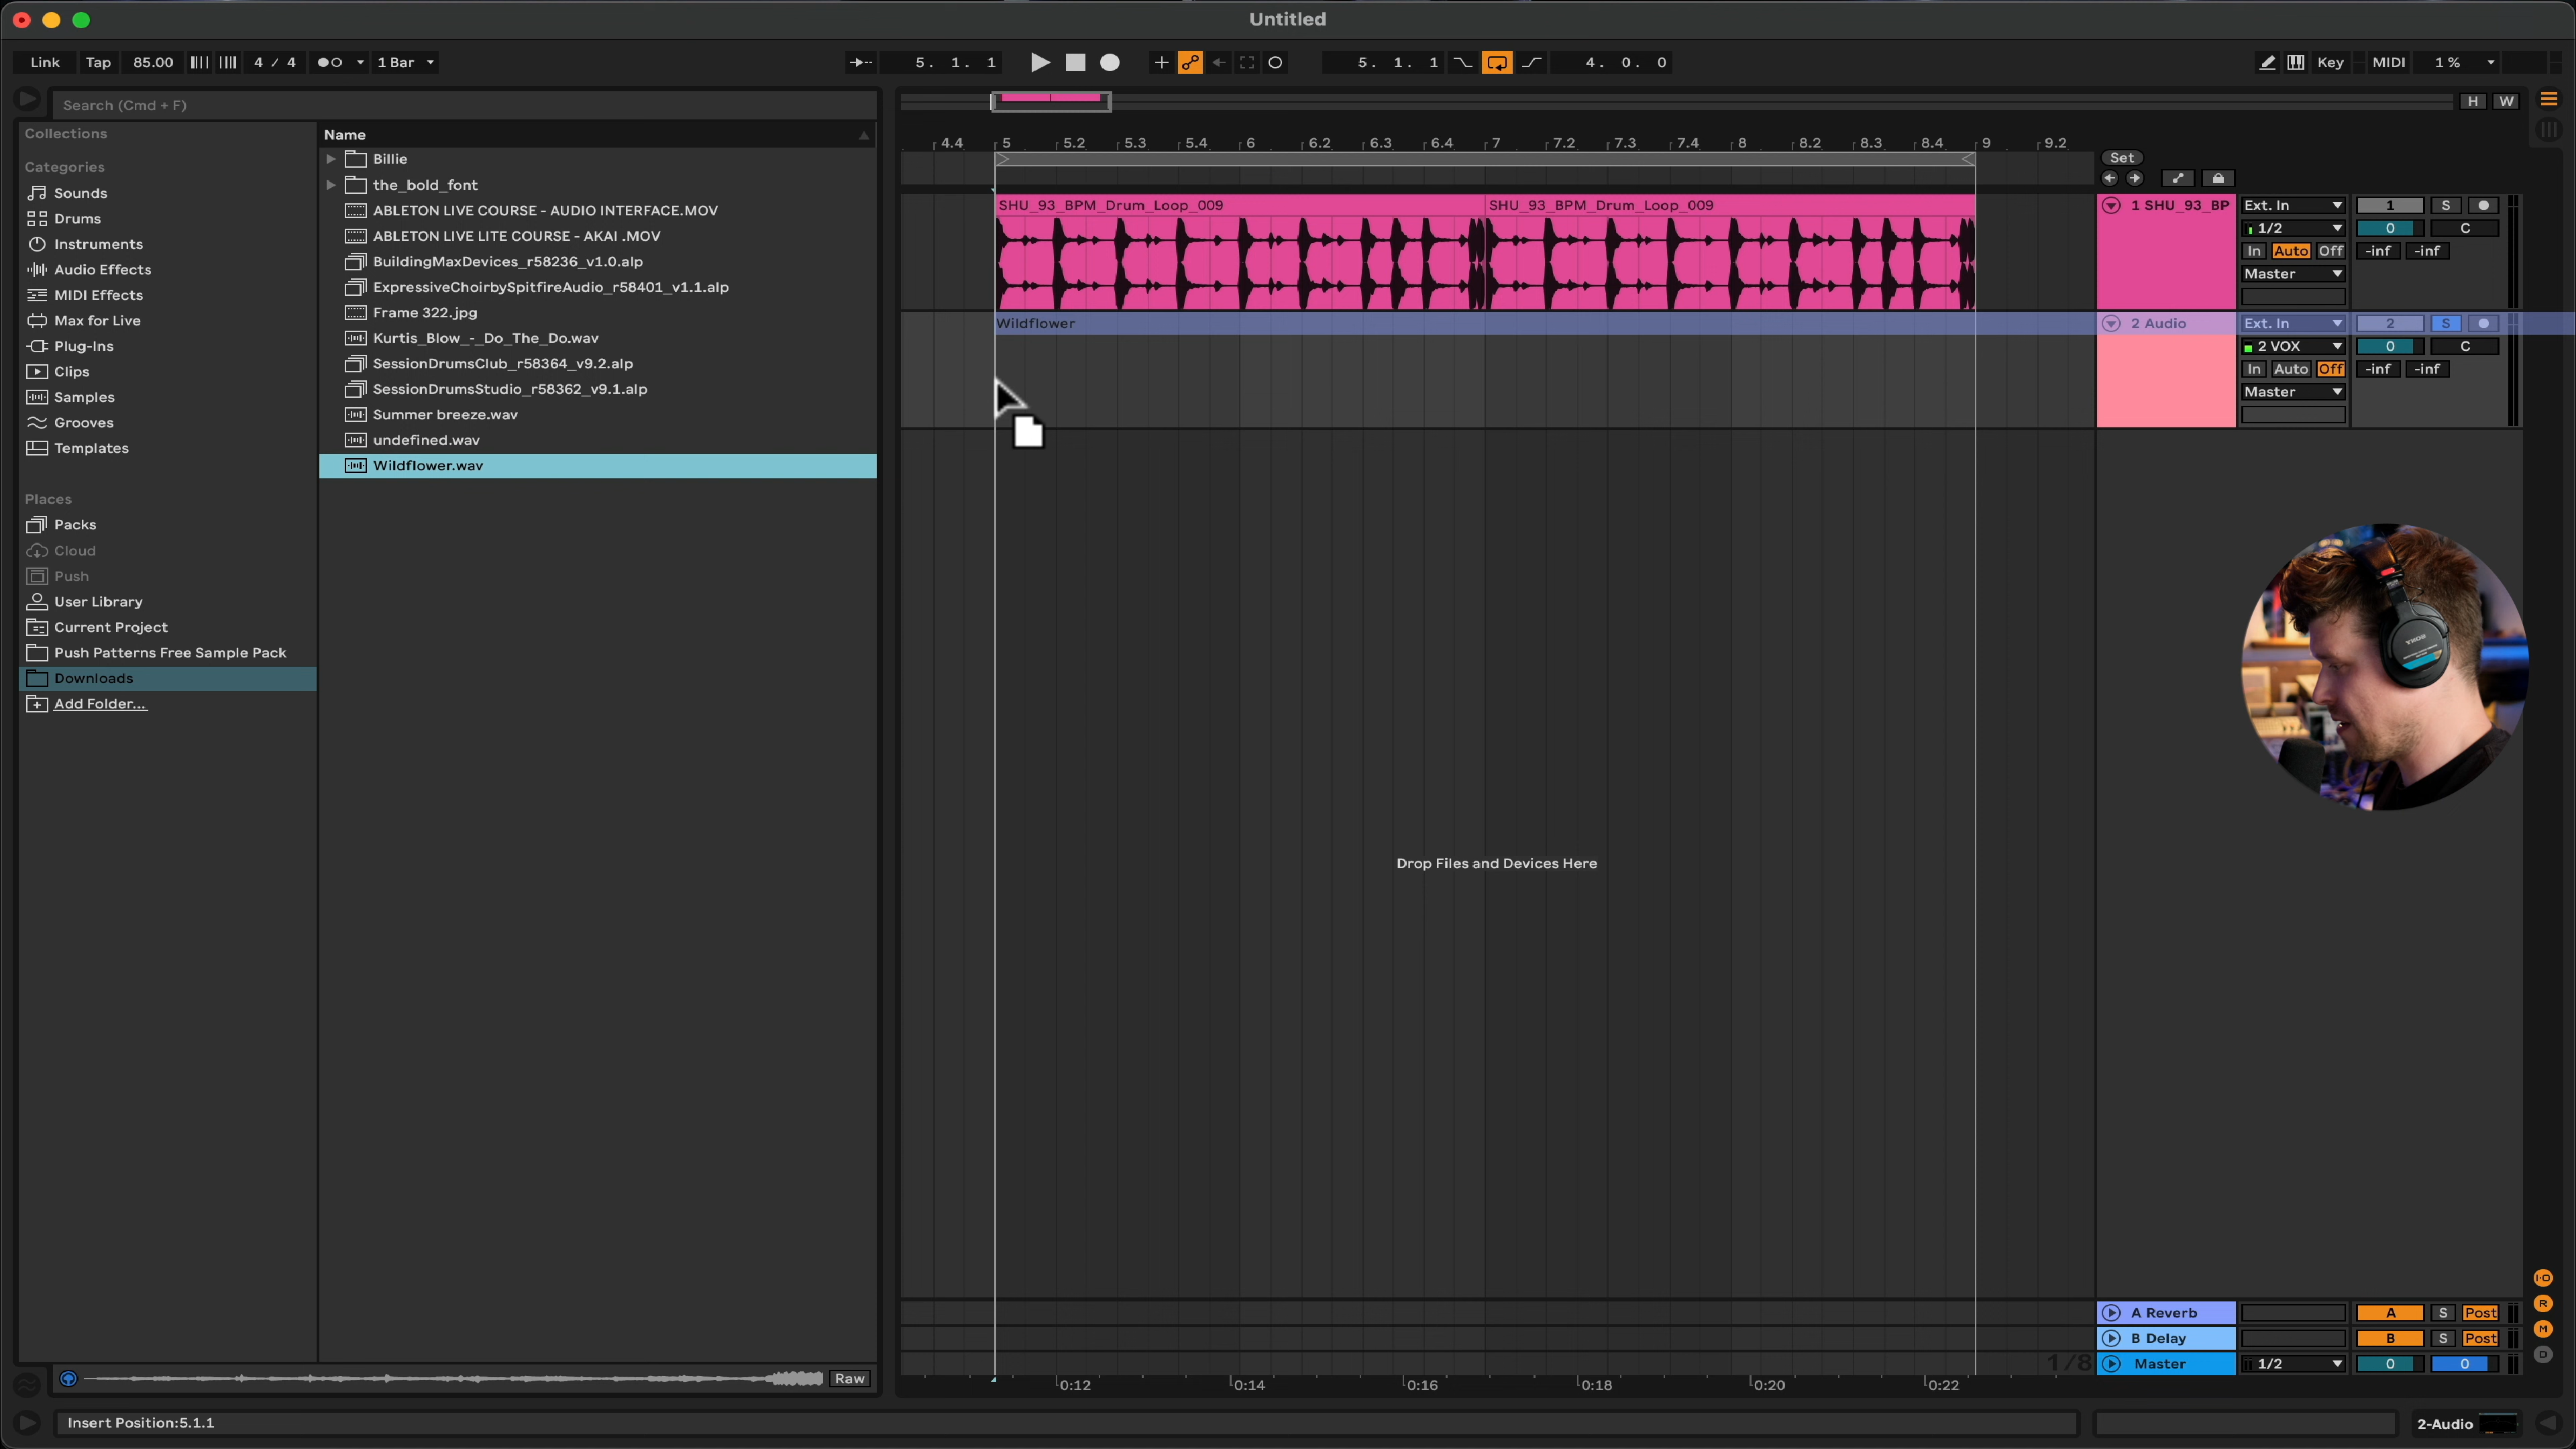 Untitled
Link Tap 85.00 4 / 4 1 Bar 5. 1. 1 5. 1. 1 4. 0. 0 Key MIDI 1 %
Search (Cmd + F)
H W
Collections
Name
4.4 5 5.2 5.3 5.4 6 6.2 6.3 6.4 7 7.2 7.3 7.4 8 8.2 8.3 8.4 9 9.2
Set
Categories
Sounds
Drums
Instruments
Audio Effects
MIDI Effects
Max for Live
Plug-Ins
Clips
Samples
Grooves
Templates
Places
Packs
Cloud
Push
User Library
Current Project
Push Patterns Free Sample Pack
Downloads
Add Folder...
Billie
the_bold_font
ABLETON LIVE COURSE - AUDIO INTERFACE.MOV
ABLETON LIVE LITE COURSE - AKAI .MOV
BuildingMaxDevices_r58236_v1.0.alp
ExpressiveChoirbySpitfireAudio_r58401_v1.1.alp
Frame 322.jpg
Kurtis_Blow_-_Do_The_Do.wav
SessionDrumsClub_r58364_v9.2.alp
SessionDrumsStudio_r58362_v9.1.alp
Summer breeze.wav
undefined.wav
Wildflower.wav
SHU_93_BPM_Drum_Loop_009 SHU_93_BPM_Drum_Loop_009
1 SHU_93_BP Ext. In 1 S
1/2 0 C
In Auto Off -inf -inf
Master
Wildflower
2 Audio Ext. In 2 S
2 VOX 0 C
In Auto Off -inf -inf
Master
SONY
Drop Files and Devices Here
I·O
R
M
D
A Reverb A S Post
B Delay B S Post
1/8 Master 1/2 0 0
Raw
0:12 0:14 0:16 0:18 0:20 0:22
Insert Position:5.1.1
2-Audio